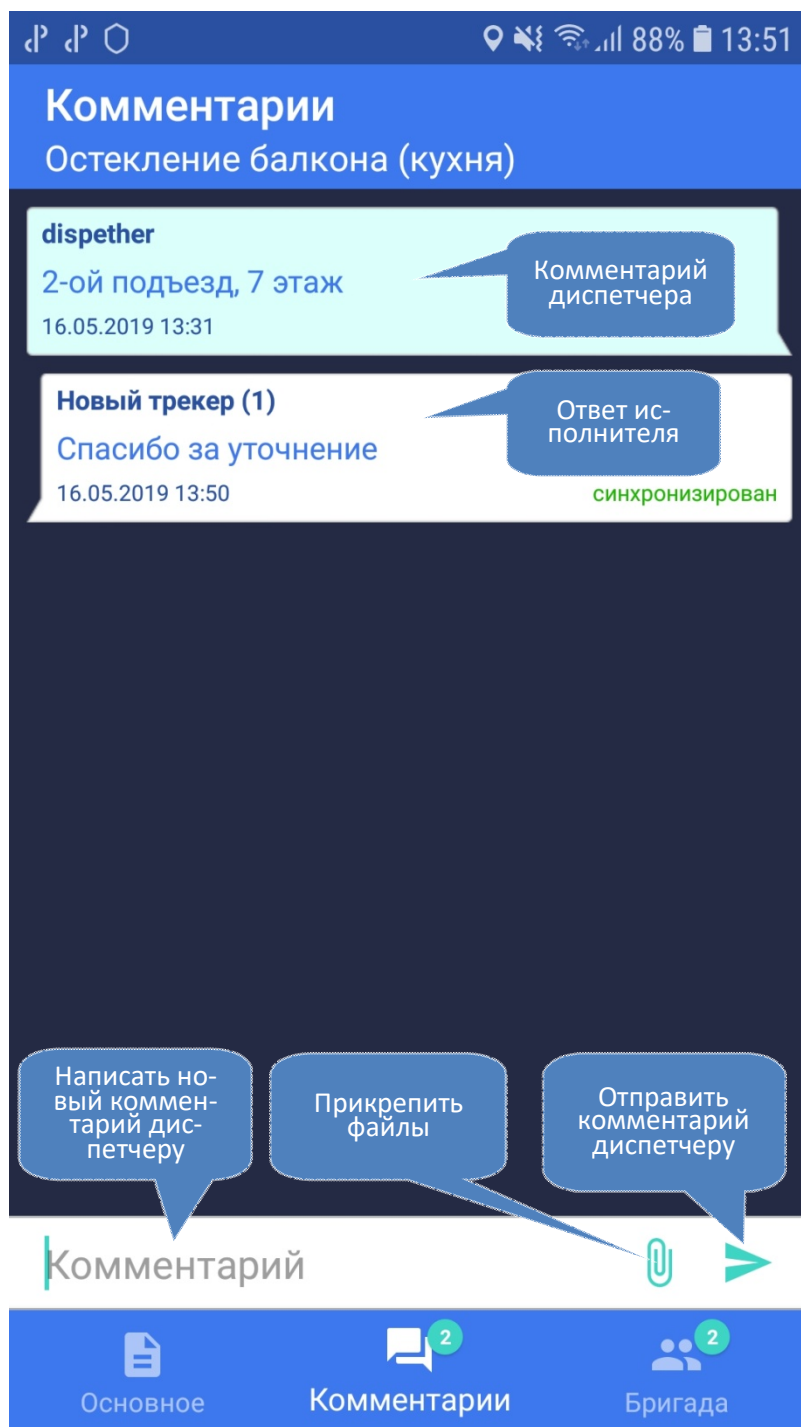 88% 13:51
Комментарии
Остекление балкона (кухня)
dispether
2-ой подъезд, 7 этаж
16.05.2019 13:31
Комментарий
диспетчера
Новый трекер (1)
Спасибо за уточнение
16.05.2019 13:50
синхронизирован
Ответ ис-
полнителя
Написать но-
вый коммен-
тарий дис-
петчеру
Прикрепить
файлы
Отправить
комментарий
диспетчеру
Комментарий
2
2
Основное
Комментарии
Бригада